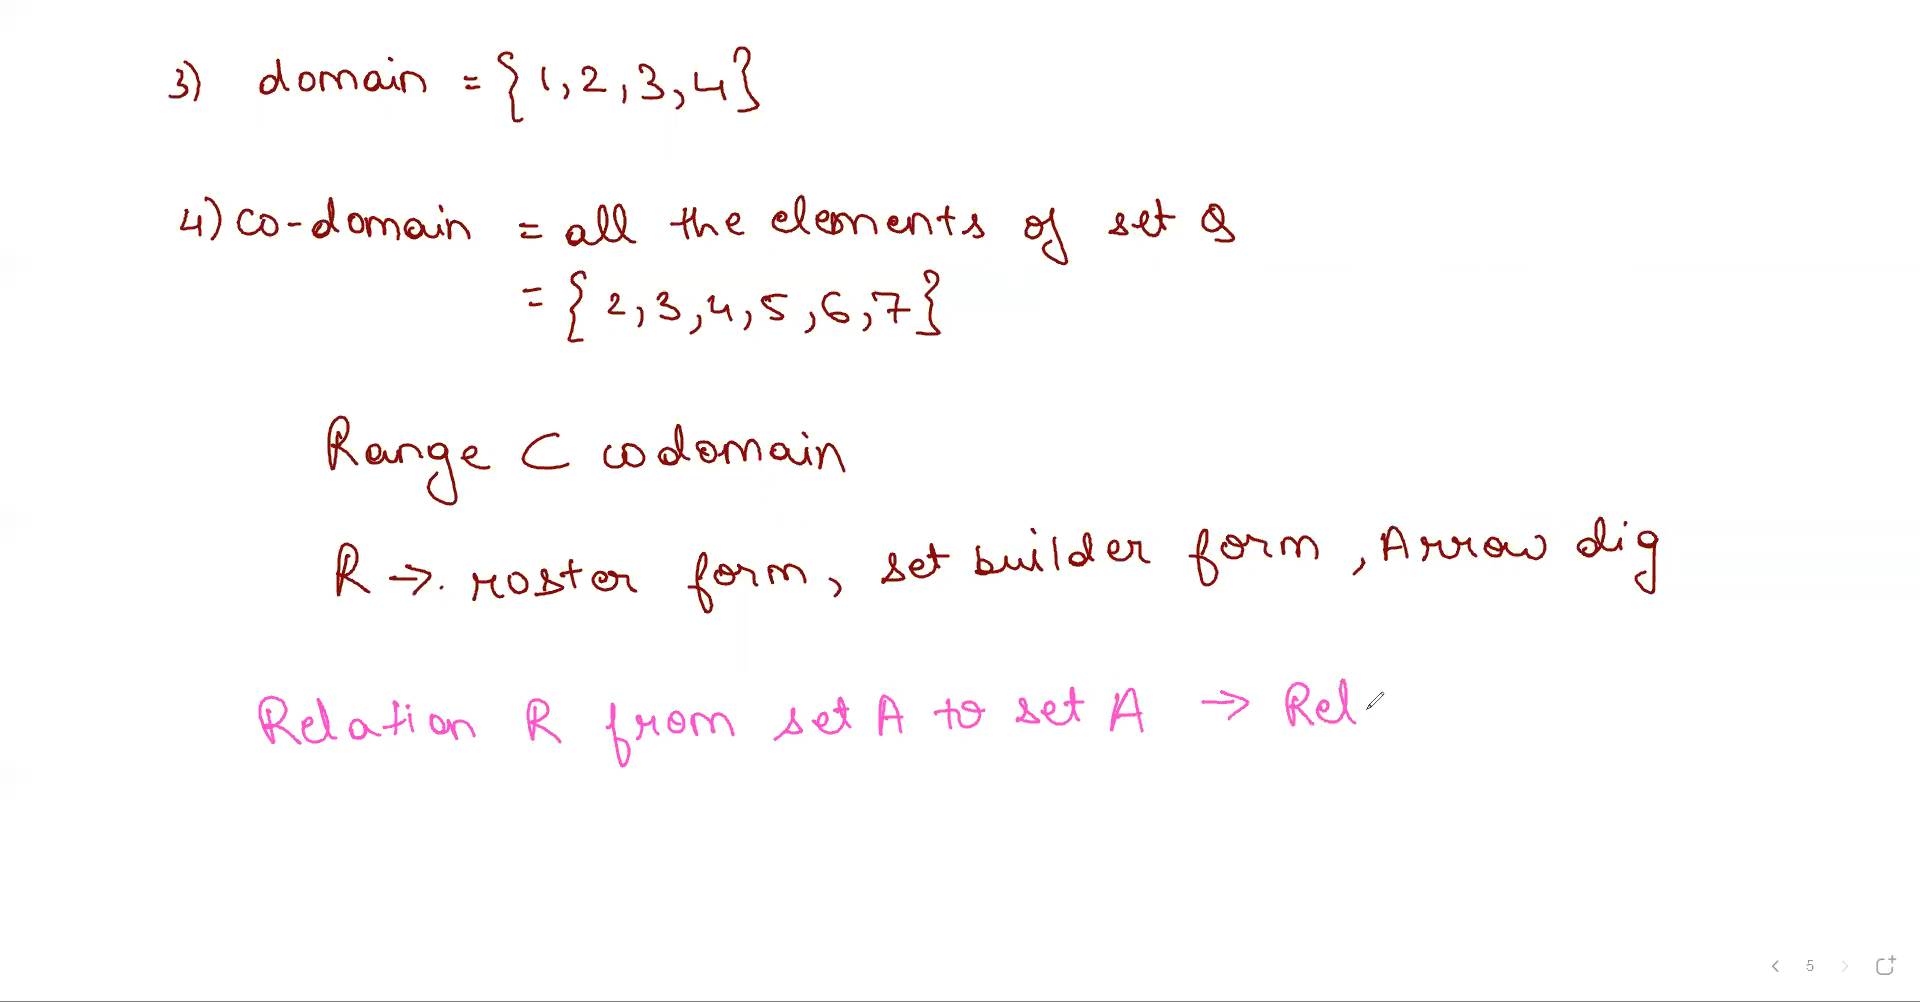 3) domain = {1,2,3,4}
4) co-domain = all the elements of set Q
= {2,3,4,5,6,7}
Range ⊂ codomain
R → roster form, set builder form, Arrow dig
Relation R from set A to set A → Rel
5